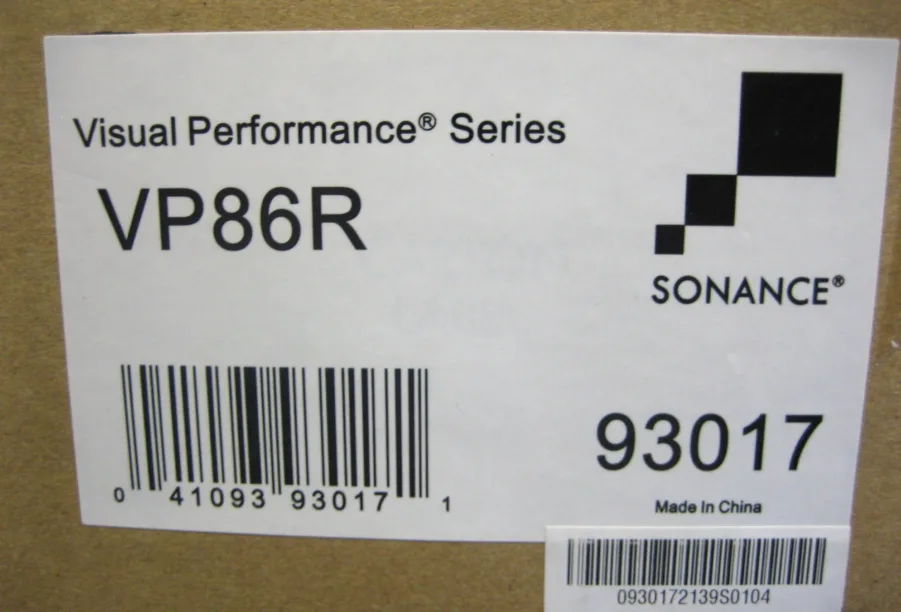 Visual Performance® Series
VP86R
SONANCE®
93017
Made In China
0 41093 93017 1
0930172139S0104